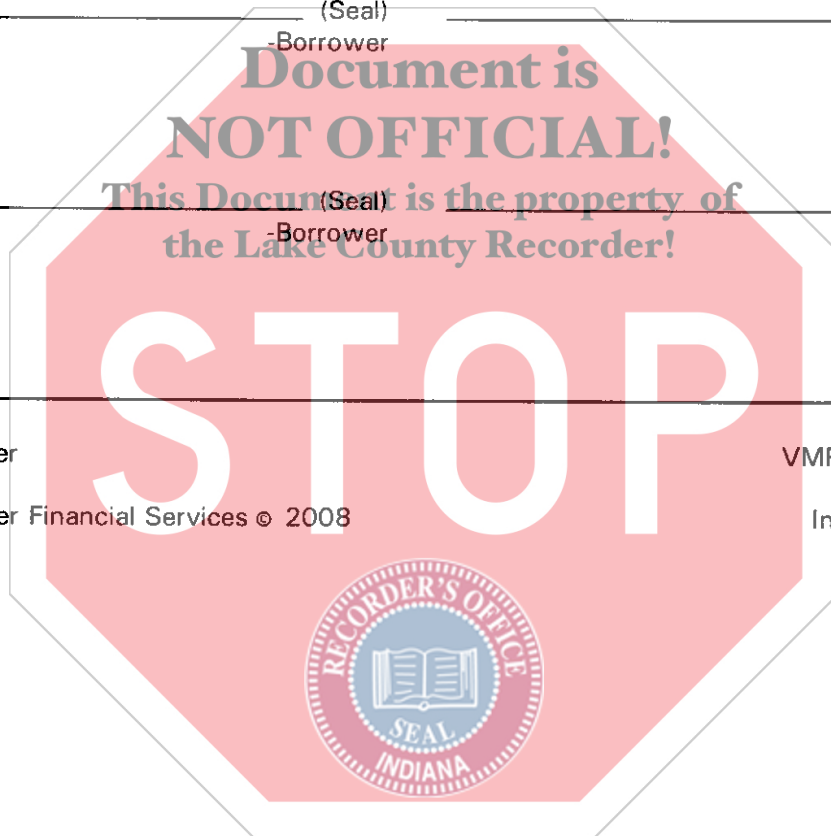 (Seal)
-Borrower
Document is
NOT OFFICIAL!
This Document is the property of
(Seal)
the Lake County Recorder!
-Borrower
STOP
er
VMP
er Financial Services © 2008
In
RECORDER'S OFFICE
SEAL
INDIANA